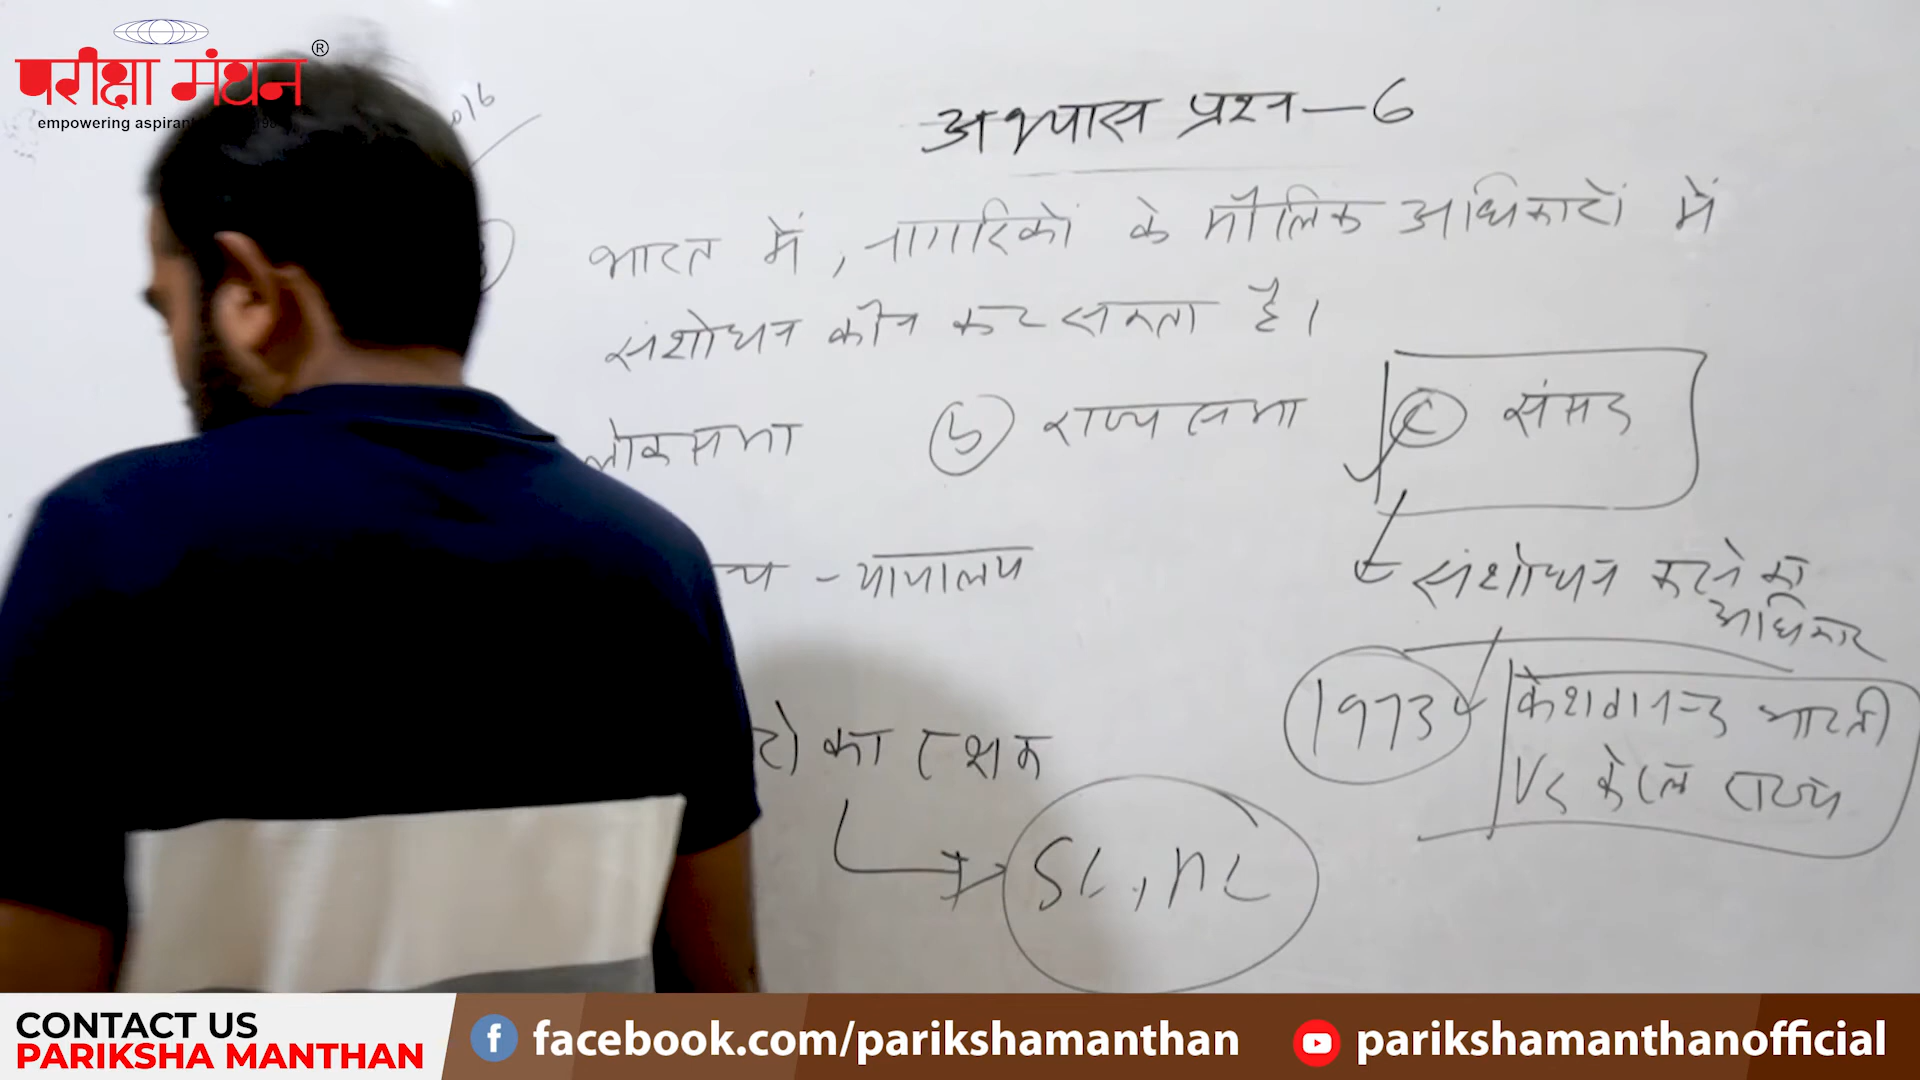 परीक्षा मंथन ®
empowering aspirant
अभ्यास प्रश्न-6
भारत में, नागरिकों के मौलिक अधिकारों में
संशोधन कौन कर सकता है।
लोकसभा (b) राज्यसभा (c) संसद
न्यायालय
संशोधन करने का
अधिकार
1973 केशवानन्द भारती
Vs केरल राज्य
का रक्षक
SC, HC
CONTACT US
PARIKSHA MANTHAN
facebook.com/parikshamanthan
parikshamanthanofficial